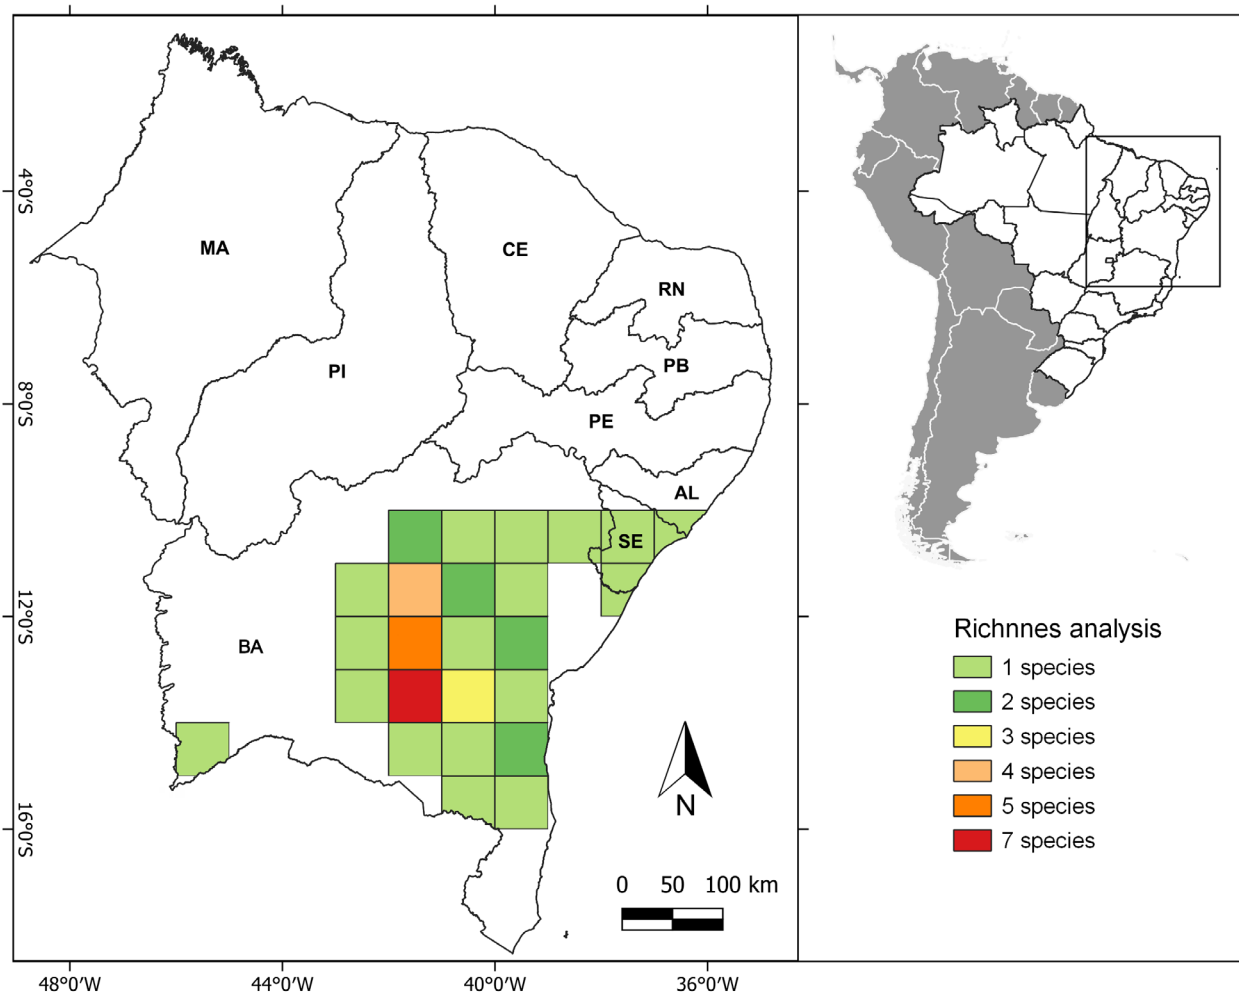 MA
CE
RN
PI
PB
PE
AL
SE
BA
4°0'S
8°0'S
12°0'S
16°0'S
48°0'W
44°0'W
40°0'W
36°0'W
N
0 50 100 km
Richnnes analysis
1 species
2 species
3 species
4 species
5 species
7 species